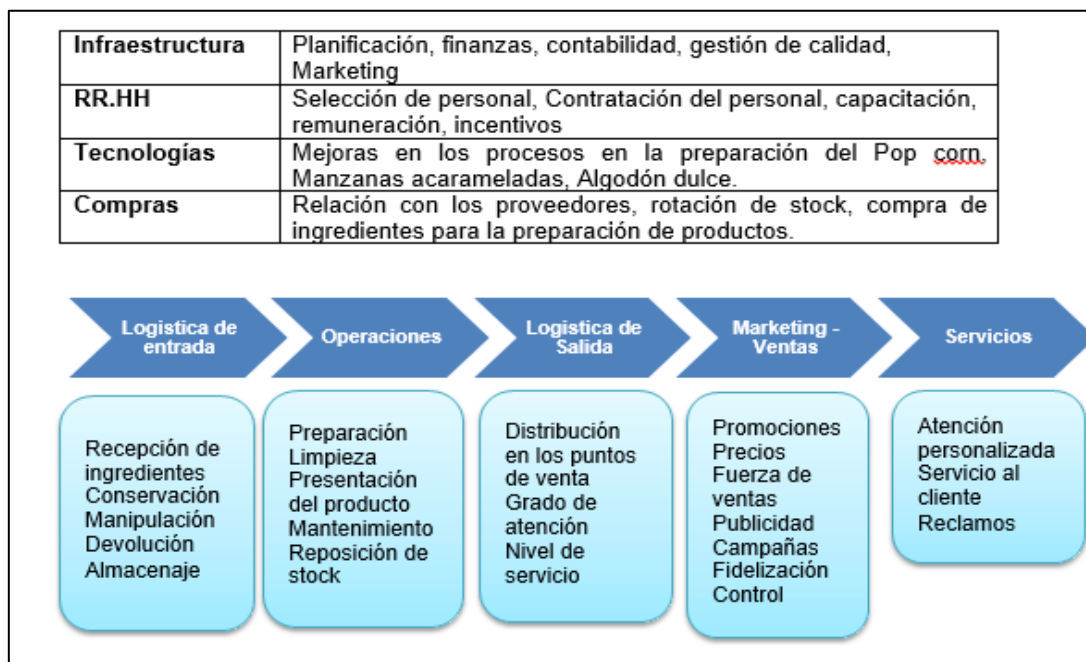 Infraestructura
Planificación, finanzas, contabilidad, gestión de calidad,
Marketing
RR.HH
Selección de personal, Contratación del personal, capacitación,
remuneración, incentivos
Tecnologías
Mejoras en los procesos en la preparación del Pop corn,
Manzanas acarameladas, Algodón dulce.
Compras
Relación con los proveedores, rotación de stock, compra de
ingredientes para la preparación de productos.
Logistica de
entrada
Operaciones
Logistica de
Salida
Marketing -
Ventas
Servicios
Recepción de
ingredientes
Conservación
Manipulación
Devolución
Almacenaje
Preparación
Limpieza
Presentación
del producto
Mantenimiento
Reposición de
stock
Distribución
en los puntos
de venta
Grado de
atención
Nivel de
servicio
Promociones
Precios
Fuerza de
ventas
Publicidad
Campañas
Fidelización
Control
Atención
personalizada
Servicio al
cliente
Reclamos